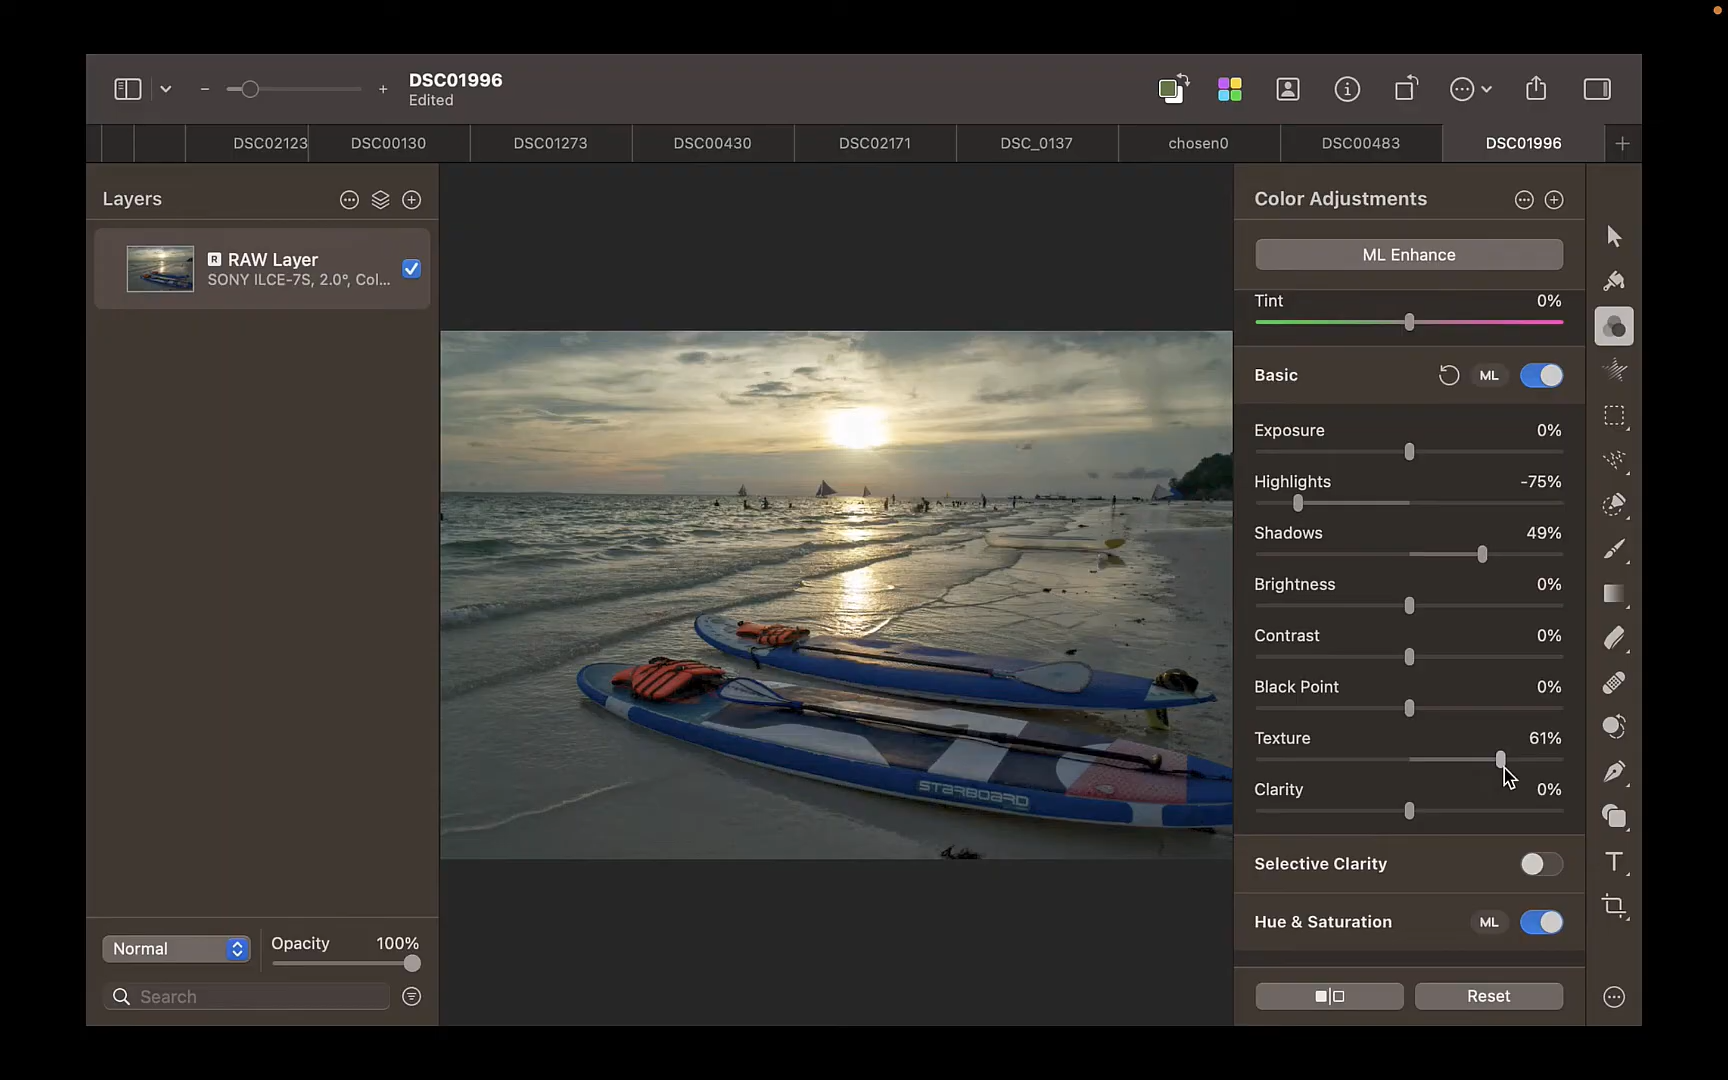 DSC01996
Edited
DSC02123
DSC00130
DSC01273
DSC00430
DSC02171
DSC_0137
chosen0
DSC00483
DSC01996
Layers
R RAW Layer
SONY ILCE-7S, 2.0°, Col...
Normal
Opacity 100%
Search
Color Adjustments
ML Enhance
Tint 0%
Basic ML
Exposure 0%
Highlights -75%
Shadows 49%
Brightness 0%
Contrast 0%
Black Point 0%
Texture 61%
Clarity 0%
Selective Clarity
Hue & Saturation ML
Reset
T
STARBOARD